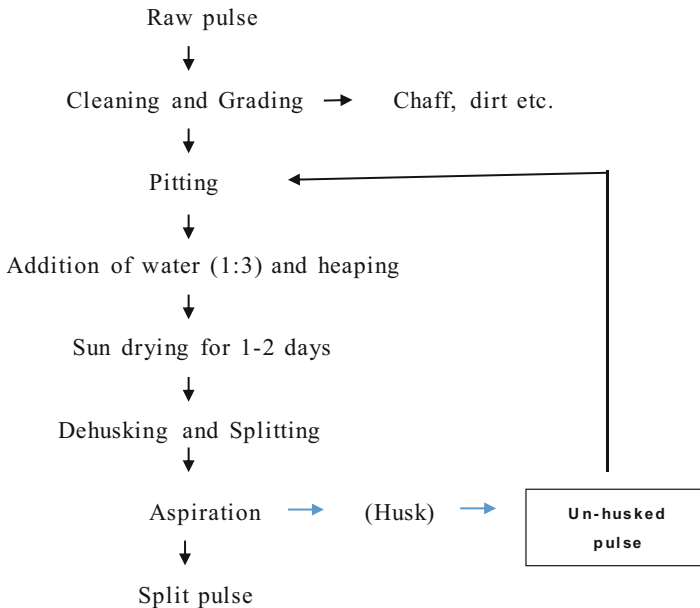 Raw pulse
Cleaning and Grading
Chaff, dirt etc.
Pitting
Addition of water (1:3) and heaping
Sun drying for 1-2 days
Dehusking and Splitting
Aspiration
(Husk)
Un-husked
pulse
Split pulse